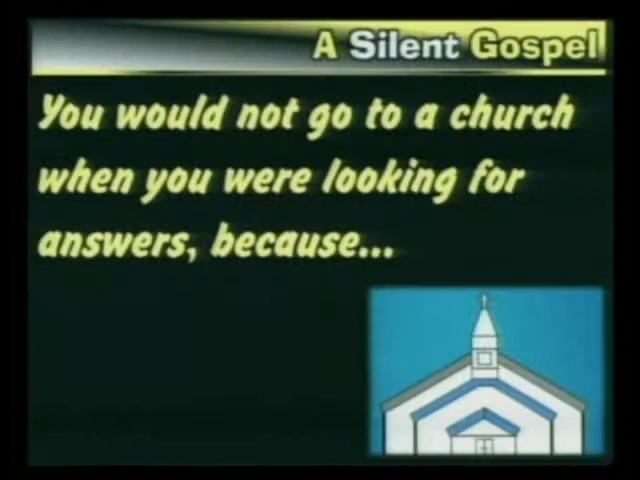 A Silent Gospel
You would not go to a church
when you were looking for
answers, because...